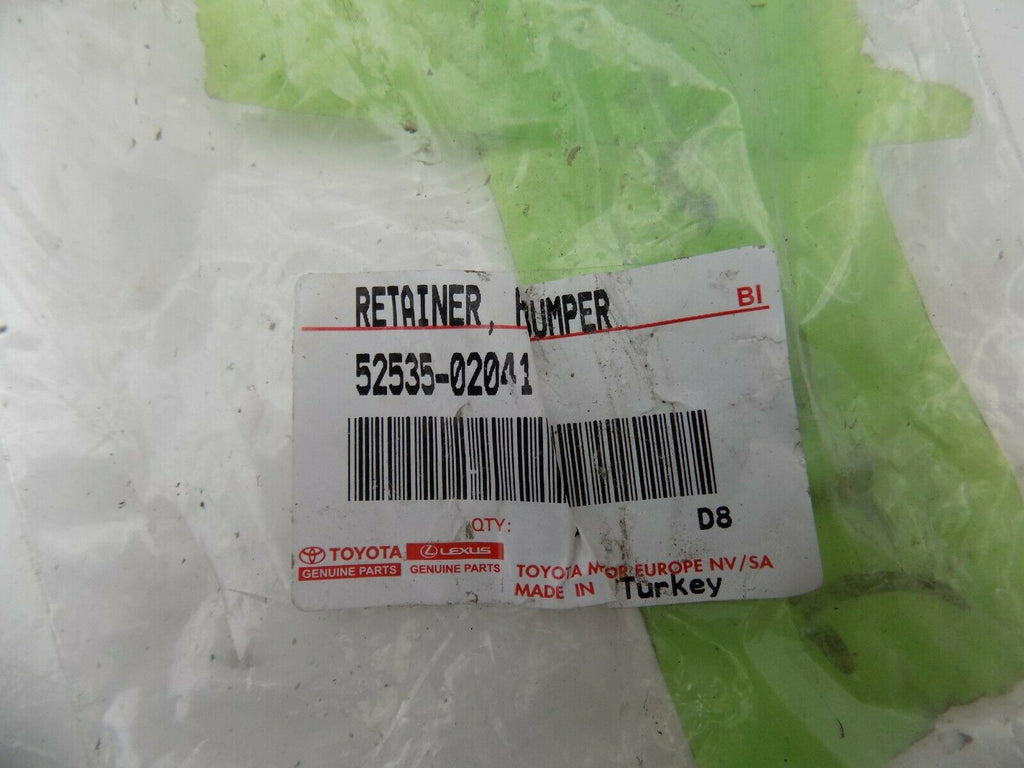 RETAINER, BUMPER
BI
52535-02041
D8
QTY:
TOYOTA
GENUINE PARTS
LEXUS
GENUINE PARTS
TOYOTA EUROPE NV/SA
MADE IN Turkey